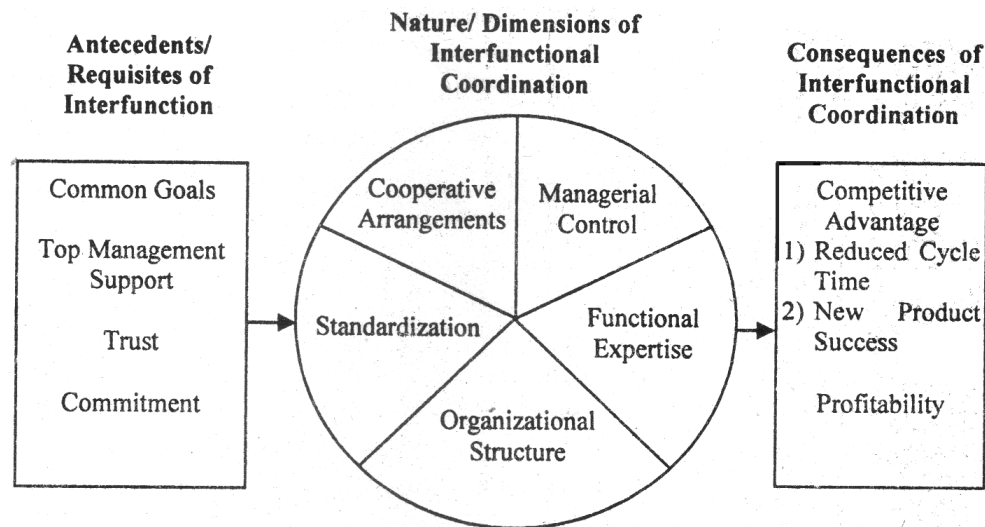 Antecedents/
Requisites of
Interfunction
Common Goals
Top Management
Support
Trust
Commitment
Nature/ Dimensions of
Interfunctional
Coordination
Cooperative
Arrangements
Managerial
Control
Standardization
Functional
Expertise
Organizational
Structure
Consequences of
Interfunctional
Coordination
Competitive
Advantage
1) Reduced Cycle
Time
2) New Product
Success
Profitability